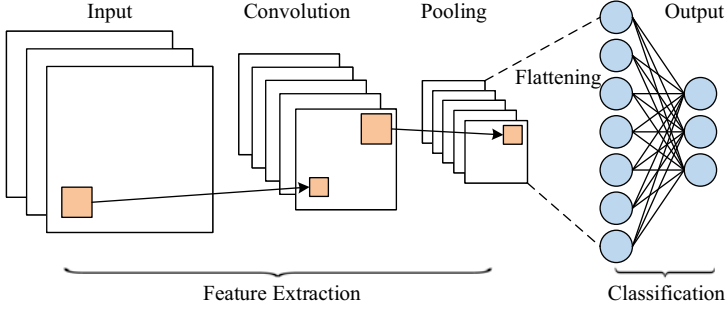 Input
Convolution
Pooling
Output
Flattening
Feature Extraction
Classification